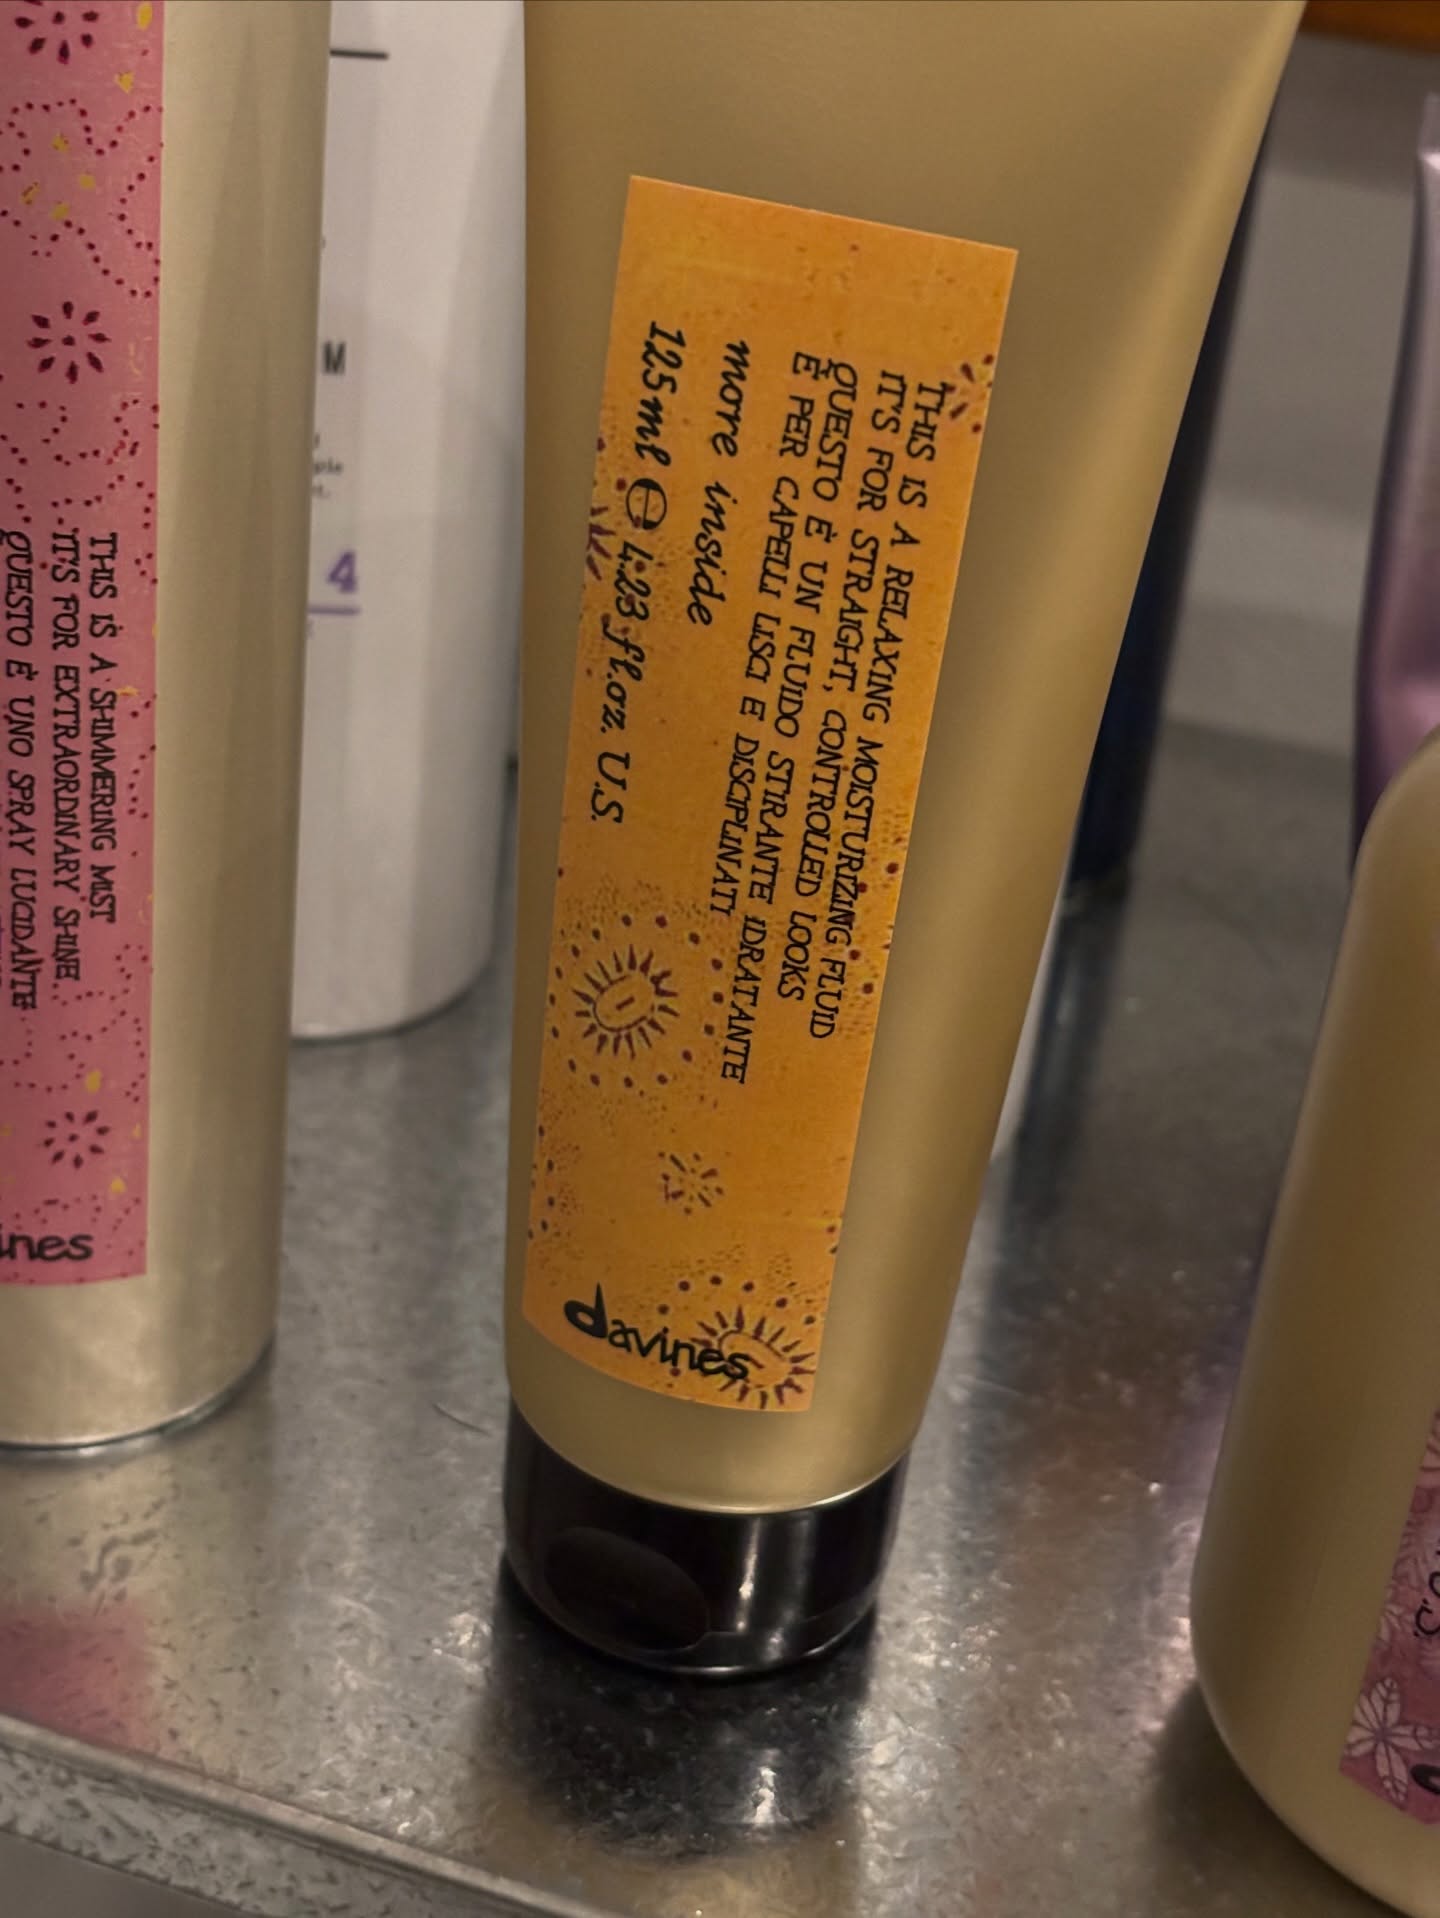 THIS IS A SHIMMERING MIST
IT'S FOR EXTRAORDINARY SHINE.
QUESTO È UNO SPRAY LUCIDANTE
ines
M
4
THIS IS A RELAXING MOISTURIZING FLUID
IT'S FOR STRAIGHT, CONTROLLED LOOKS
QUESTO È UN FLUIDO STIRANTE IDRATANTE
È PER CAPELLI LISCI E DISCIPLINATI
more inside
125 ml ℮ 4.23 fl.oz. U.S.
davines